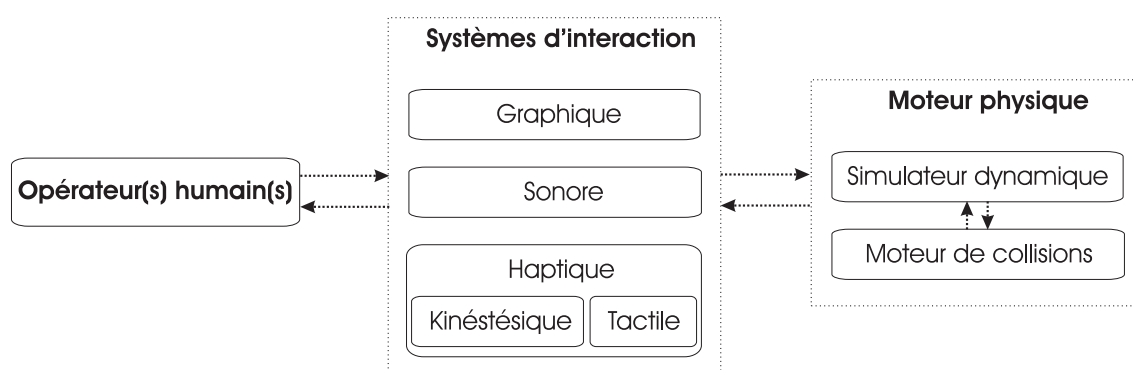 Systèmes d'interaction
Graphique
Sonore
Haptique
Kinéstésique
Tactile
Opérateur(s) humain(s)
Moteur physique
Simulateur dynamique
Moteur de collisions